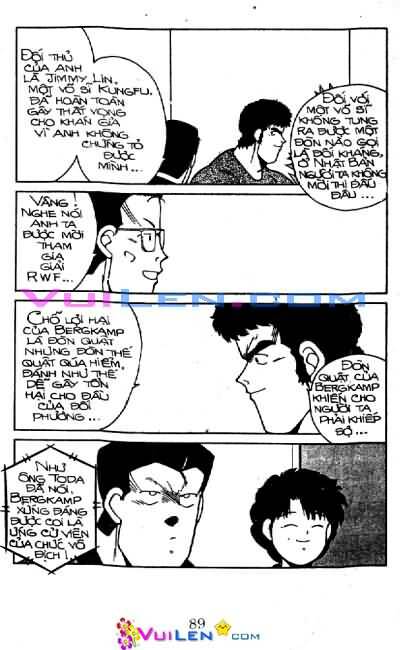 ĐỐI THỦ
CỦA ANH
LÀ JIMMY LIN,
MỘT VÕ SĨ KUNGFU,
ĐÃ HOÀN TOÀN
GÂY THẤT VỌNG
CHO KHÁN GIẢ
VÌ ANH KHÔNG
CHỨNG TỎ
ĐƯỢC
MÌNH...
ĐỐI VỚI
MỘT VÕ SĨ
KHÔNG TUNG
RA ĐƯỢC MỘT
ĐÒN NÀO GỌI
LÀ ĐỐI KHÁNG,
Ở NHẬT BẢN
NGƯỜI TA KHÔNG
MỜI THI ĐẤU
ĐÂU...
VÂNG!
NGHE NÓI
ANH TA
ĐƯỢC MỜI
THAM
GIA
GIẢI
RWF...
VUILEN.COM
CHỖ LỢI HẠI
CỦA BERGKAMP
LÀ ĐÒN QUẬT
NHƯNG ĐÒN THẾ
QUẬT QUÁ HIỂM.
ĐÁNH NHƯ THẾ
DỄ GÂY TỔN
HẠI CHO ĐẦU
CỦA ĐỐI
PHƯƠNG...
ĐÒN
QUẬT CỦA
BERGKAMP
KHIẾN CHO
NGƯỜI TA
PHẢI KHIẾP
SỢ...
NHƯ
ÔNG TODA
ĐÃ NÓI,
BERGKAMP
XỨNG ĐÁNG
ĐƯỢC COI LÀ
ỨNG CỬ VIÊN
CỦA CHỨC VÔ
ĐỊCH!
89
VUILEN.COM